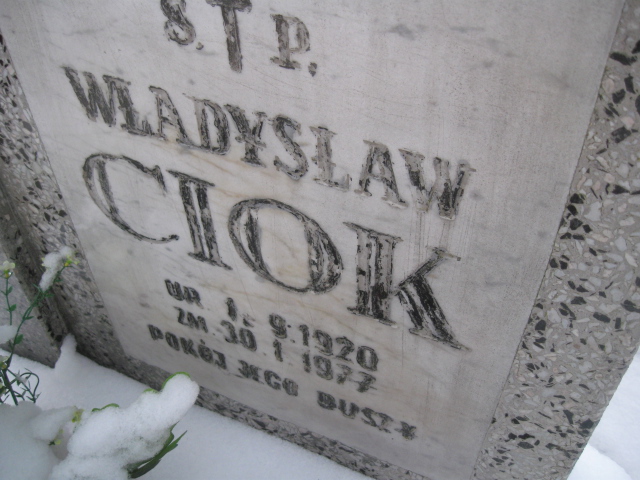 Ś.†P.
WŁADYSŁAW
CIOK
UR. 1.9.1920
ZM. 30.1.1977
POKÓJ JEGO DUSZY